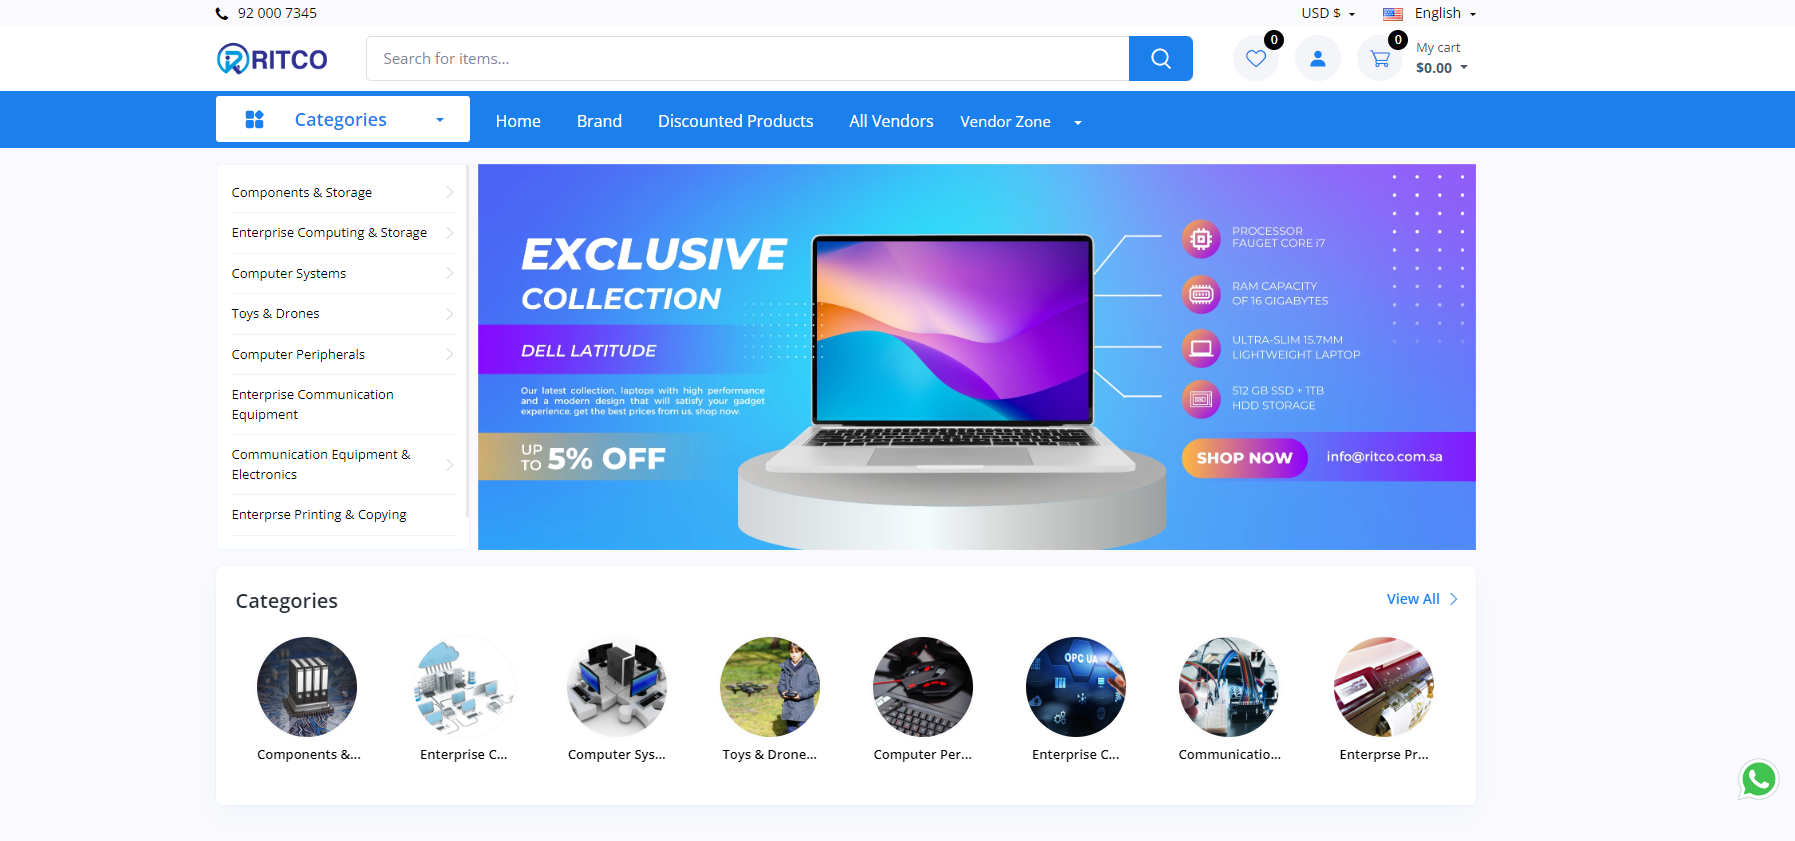 92 000 7345
USD $
English
RITCO
Search for items...
0
0
My cart
$0.00
Categories
Home
Brand
Discounted Products
All Vendors
Vendor Zone
Components & Storage
Enterprise Computing & Storage
Computer Systems
Toys & Drones
Computer Peripherals
Enterprise Communication
Equipment
Communication Equipment &
Electronics
Enterprse Printing & Copying
EXCLUSIVE
COLLECTION
DELL LATITUDE
Our latest collection, laptops with high performance
and a modern design that will satisfy your gadget
experience, get the best prices from us, shop now.
UP
TO
5% OFF
PROCESSOR
FAUGET CORE i7
RAM CAPACITY
OF 16 GIGABYTES
ULTRA-SLIM 15.7MM
LIGHTWEIGHT LAPTOP
SSD
512 GB SSD + 1TB
HDD STORAGE
SHOP NOW
info@ritco.com.sa
Categories
View All
OPC UA
Components &...
Enterprise C...
Computer Sys...
Toys & Drone...
Computer Per...
Enterprise C...
Communicatio...
Enterprse Pr...